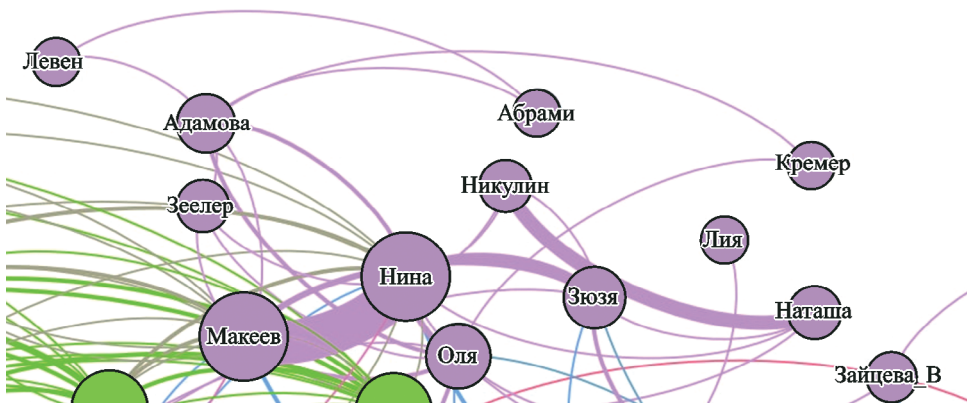 Левен
Адамова
Абрами
Кремер
Никулин
Зеелер
Лия
Нина
Зюзя
Наташа
Макеев
Оля
Зайцева_В